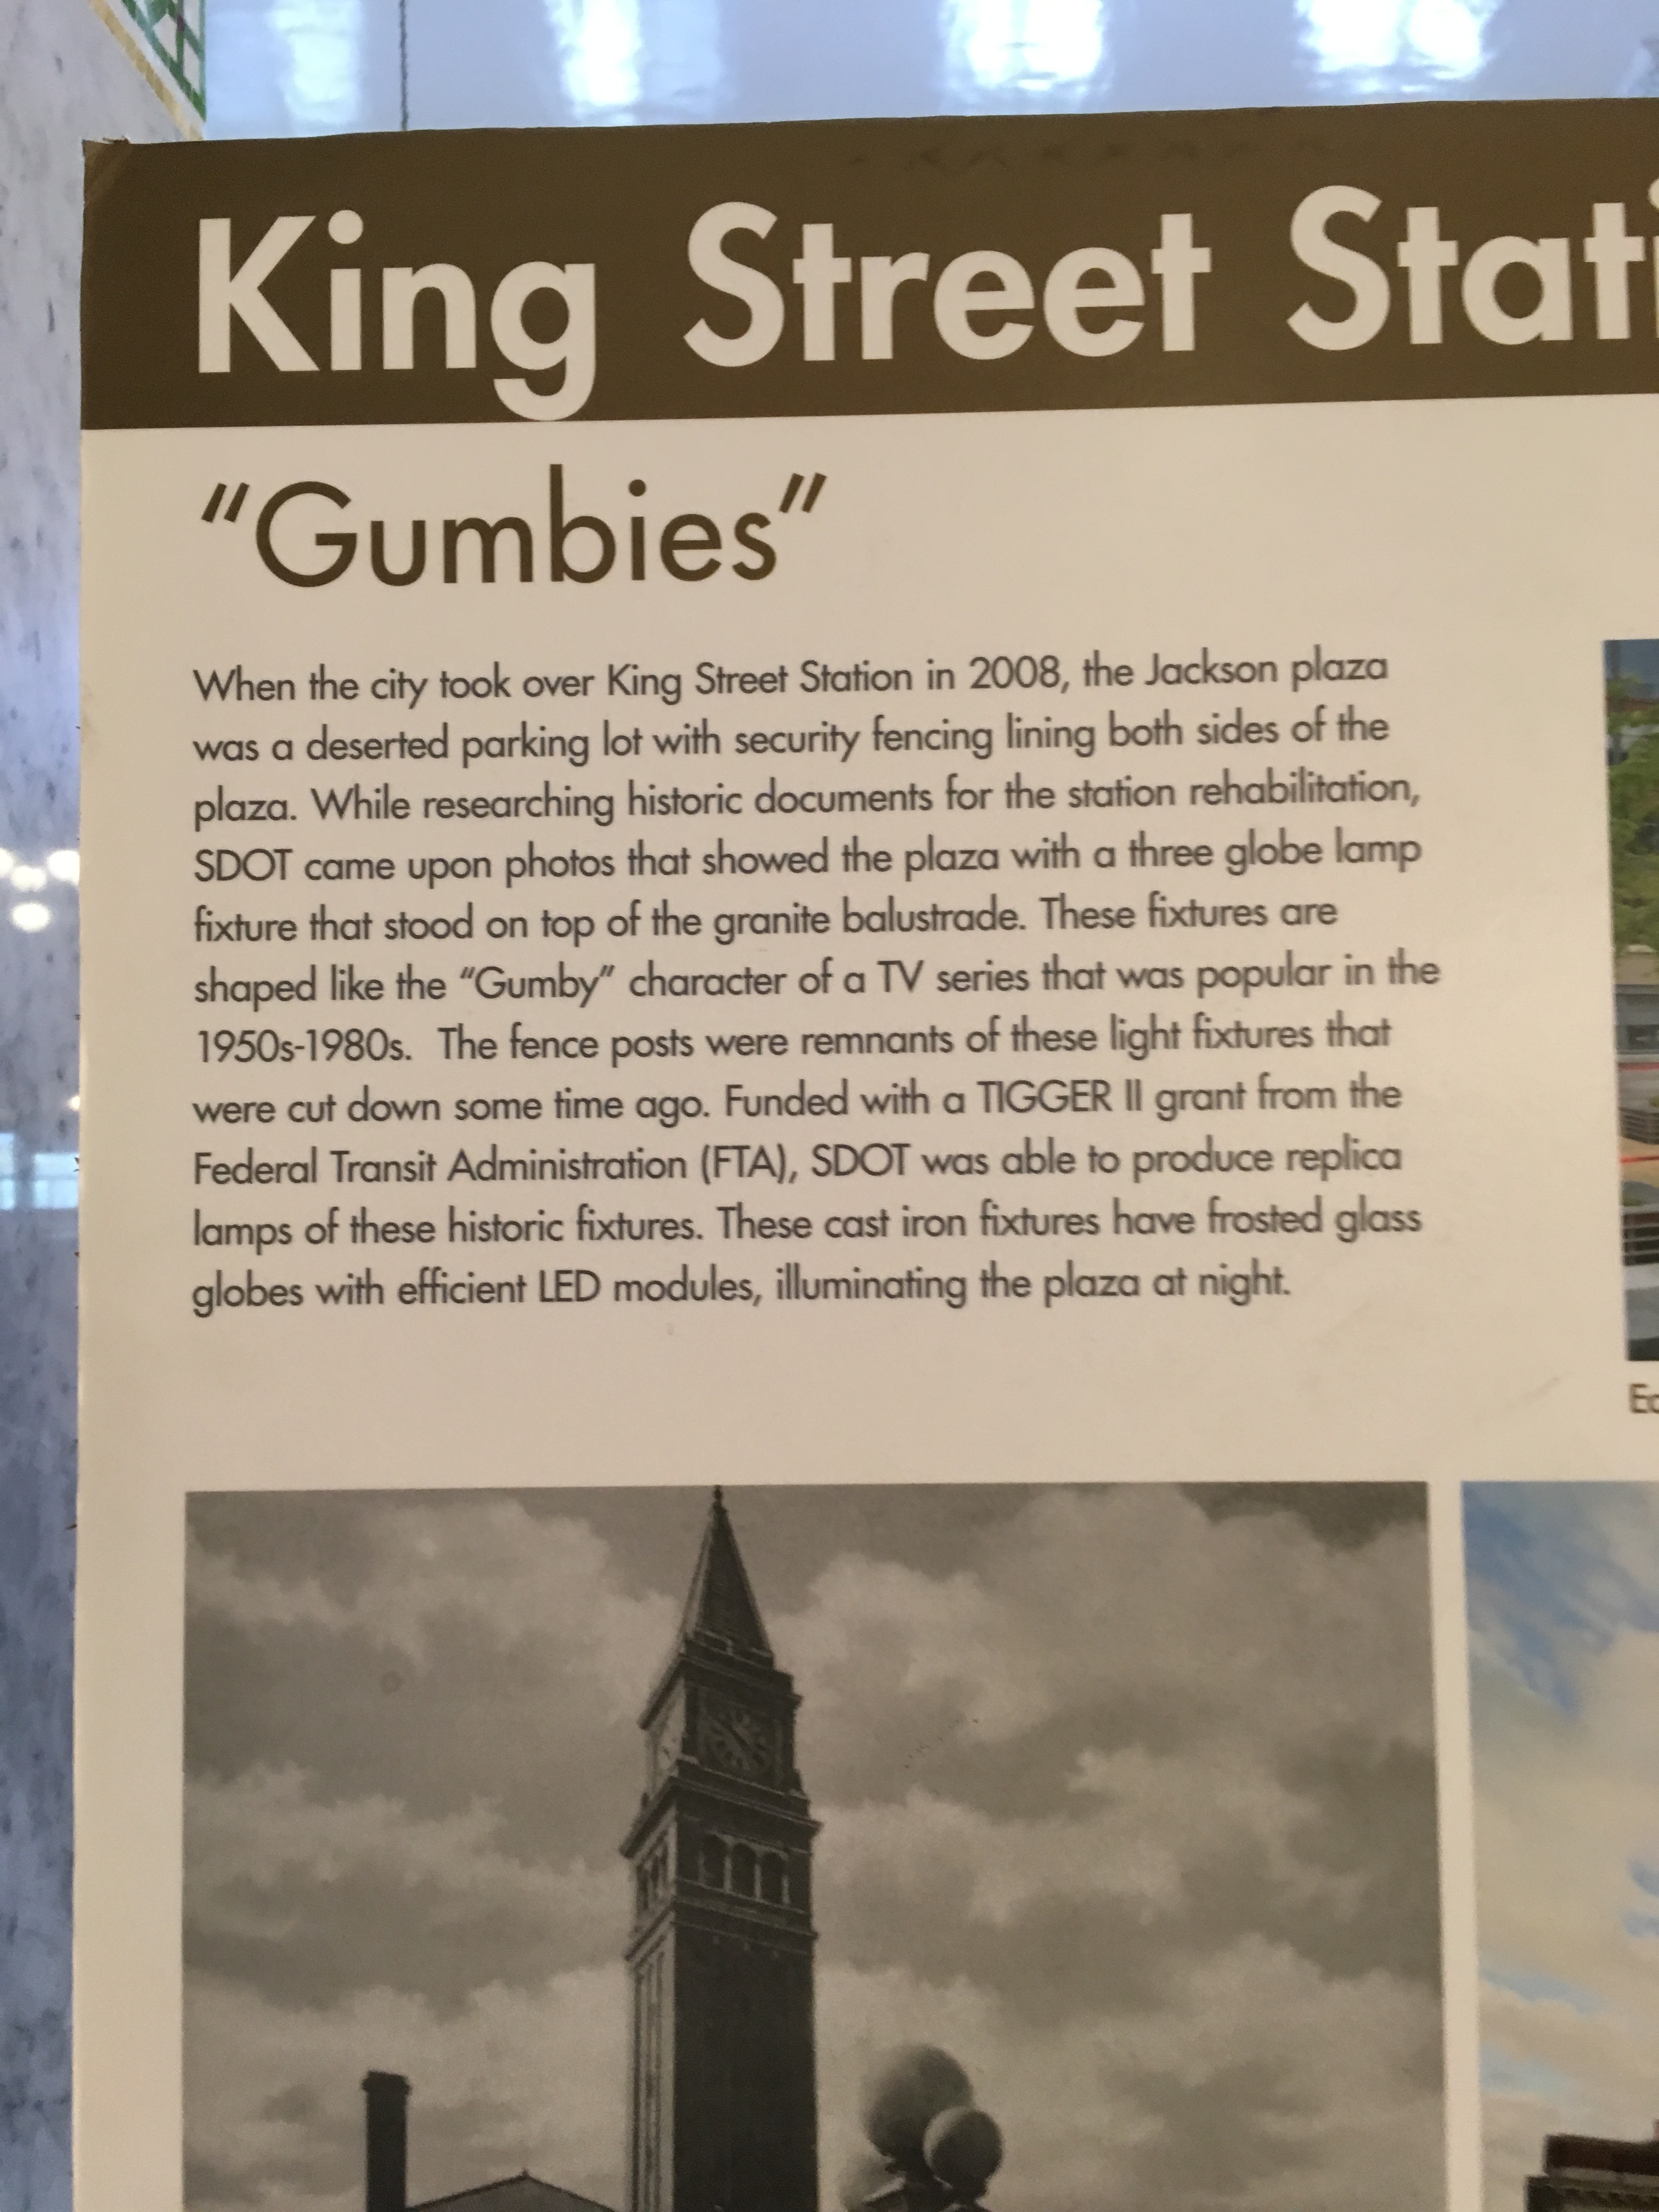 King Street Stati
“Gumbies”
When the city took over King Street Station in 2008, the Jackson plaza
was a deserted parking lot with security fencing lining both sides of the
plaza. While researching historic documents for the station rehabilitation,
SDOT came upon photos that showed the plaza with a three globe lamp
fixture that stood on top of the granite balustrade. These fixtures are
shaped like the “Gumby” character of a TV series that was popular in the
1950s-1980s. The fence posts were remnants of these light fixtures that
were cut down some time ago. Funded with a TIGGER II grant from the
Federal Transit Administration (FTA), SDOT was able to produce replica
lamps of these historic fixtures. These cast iron fixtures have frosted glass
globes with efficient LED modules, illuminating the plaza at night.